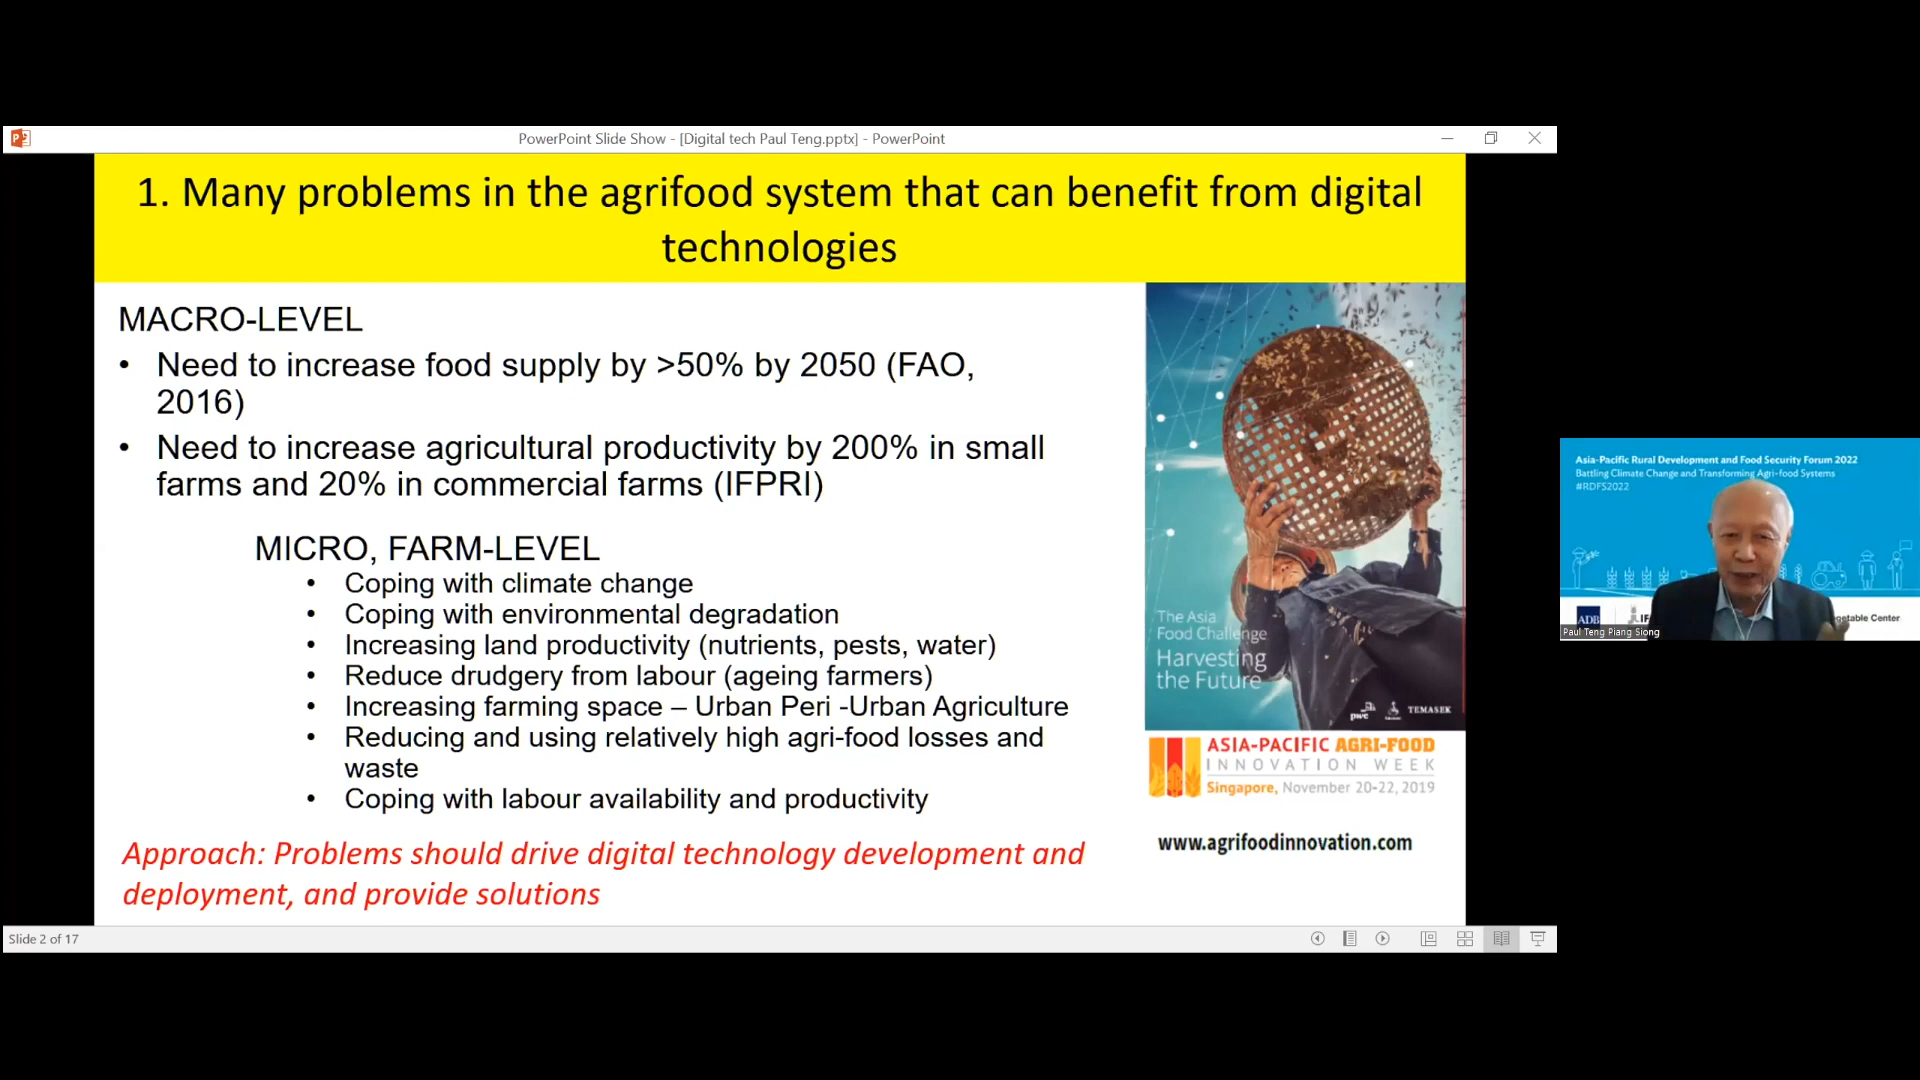 PowerPoint Slide Show - [Digital tech Paul Teng.pptx] - PowerPoint
1. Many problems in the agrifood system that can benefit from digital
technologies
MACRO-LEVEL
• Need to increase food supply by >50% by 2050 (FAO,
2016)
• Need to increase agricultural productivity by 200% in small
farms and 20% in commercial farms (IFPRI)
MICRO, FARM-LEVEL
• Coping with climate change
• Coping with environmental degradation
• Increasing land productivity (nutrients, pests, water)
• Reduce drudgery from labour (ageing farmers)
• Increasing farming space – Urban Peri -Urban Agriculture
• Reducing and using relatively high agri-food losses and
waste
• Coping with labour availability and productivity
Approach: Problems should drive digital technology development and
deployment, and provide solutions
The Asia
Food Challenge
Harvesting
the Future
pwc
TEMASEK
ASIA-PACIFIC AGRI-FOOD
INNOVATION WEEK
Singapore, November 20-22, 2019
www.agrifoodinnovation.com
Slide 2 of 17
Asia-Pacific Rural Development and Food Security Forum 2022
Battling Climate Change and Transforming Agri-food Systems
#RDFS2022
ADB
getable Center
Paul Teng Piang Siong